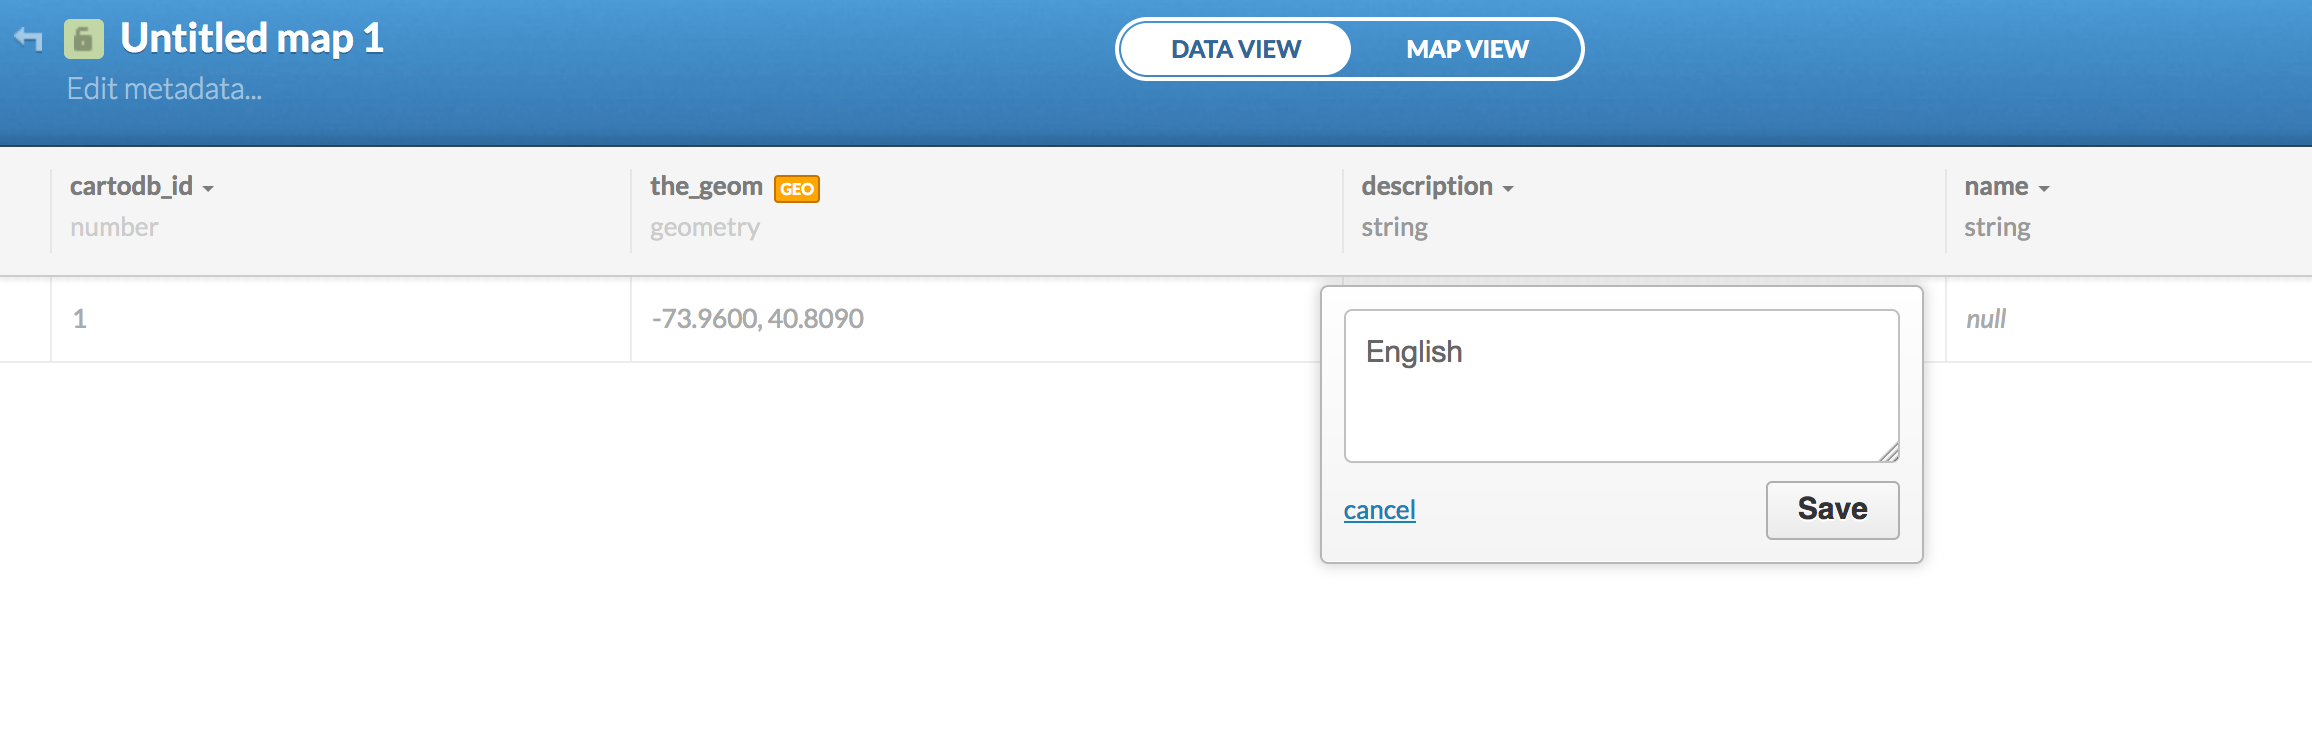 Untitled map 1
Edit metadata...
DATA VIEW
MAP VIEW
cartodb_id
number
the_geom GEO
geometry
description
string
name
string
1
-73.9600, 40.8090
null
English
cancel
Save